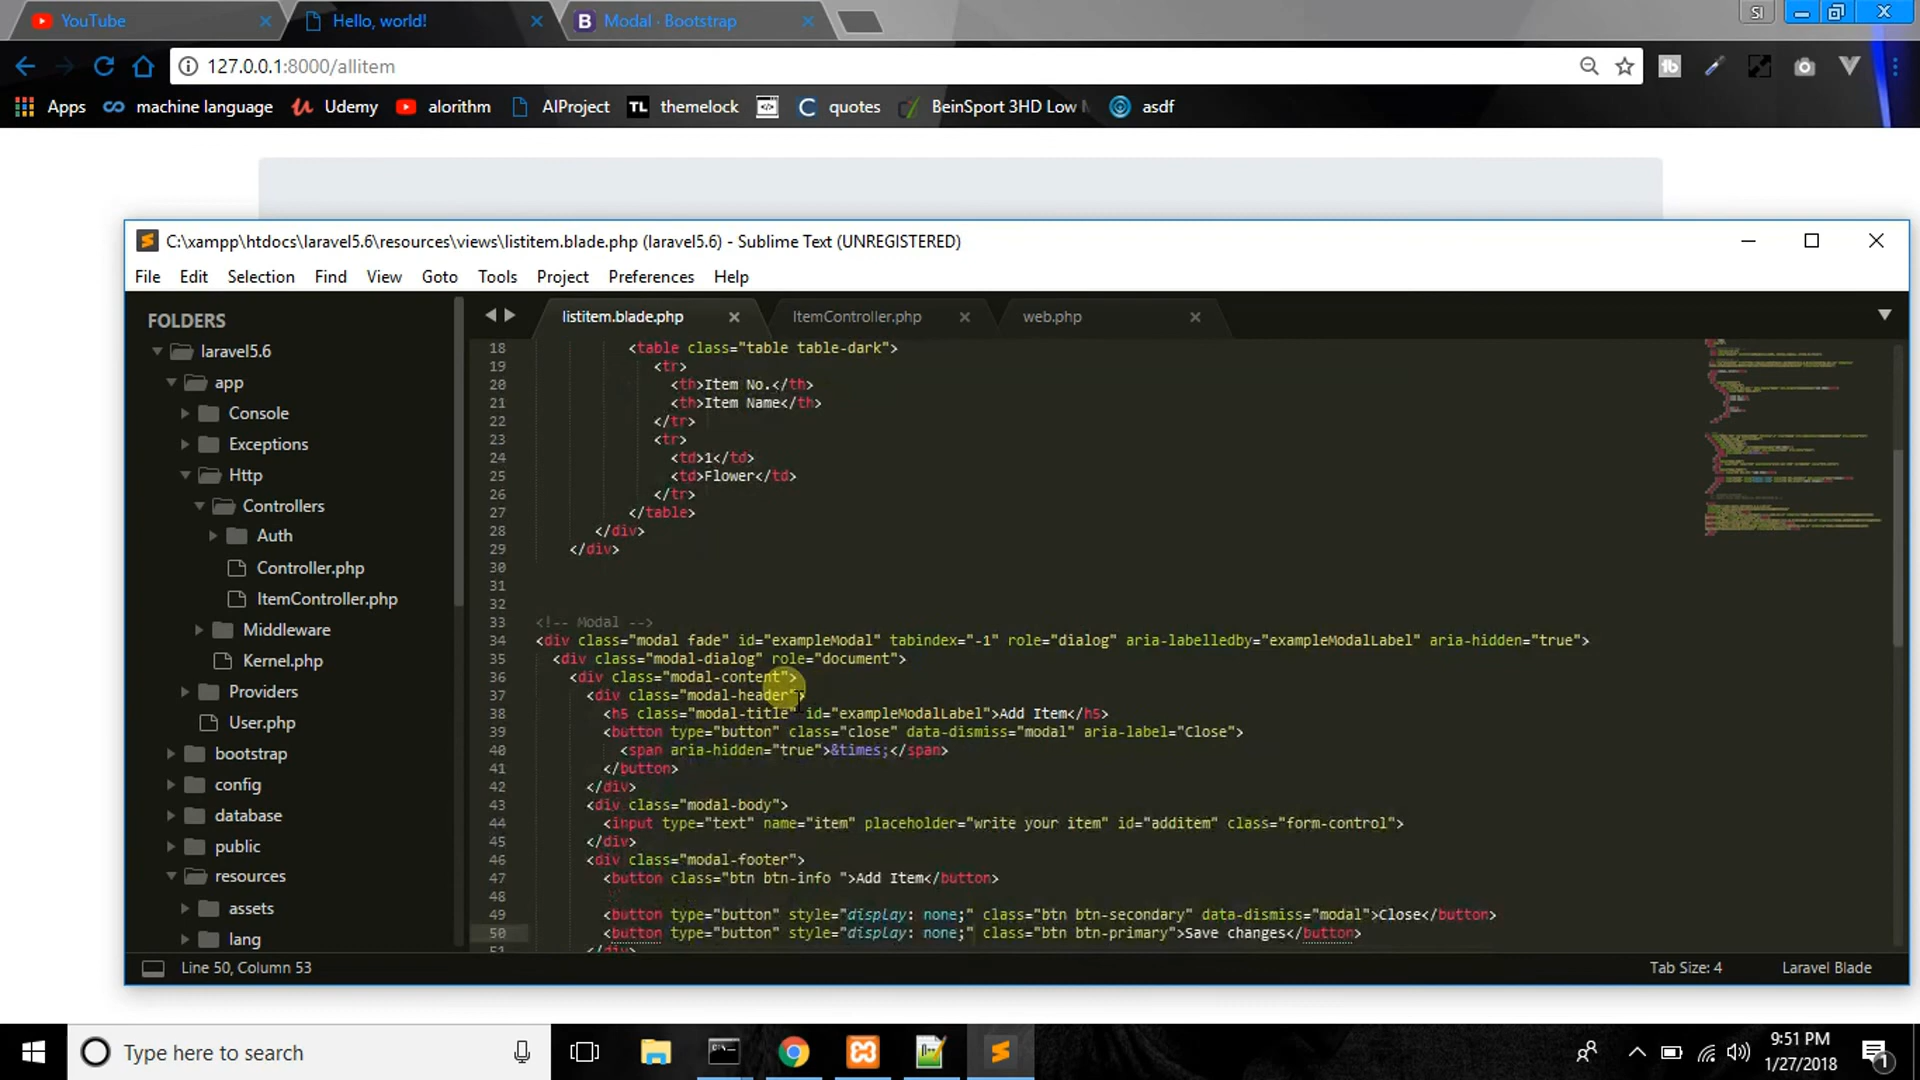 YouTube
Hello, world!
B Modal · Bootstrap
SI
127.0.0.1:8000/allitem
Apps machine language Udemy alorithm AIProject TL themelock quotes BeinSport 3HD Low asdf
C:\xampp\htdocs\laravel5.6\resources\views\listitem.blade.php (laravel5.6) - Sublime Text (UNREGISTERED)
File Edit Selection Find View Goto Tools Project Preferences Help
FOLDERS
laravel5.6
app
Console
Exceptions
Http
Controllers
Auth
Controller.php
ItemController.php
Middleware
Kernel.php
Providers
User.php
bootstrap
config
database
public
resources
assets
lang
listitem.blade.php ItemController.php web.php
18 <table class="table table-dark">
19 <tr>
20 <th>Item No.</th>
21 <th>Item Name</th>
22 </tr>
23 <tr>
24 <td>1</td>
25 <td>Flower</td>
26 </tr>
27 </table>
28 </div>
29 </div>
30
31
32
33 <!-- Modal -->
34 <div class="modal fade" id="exampleModal" tabindex="-1" role="dialog" aria-labelledby="exampleModalLabel" aria-hidden="true">
35 <div class="modal-dialog" role="document">
36 <div class="modal-content">
37 <div class="modal-header">
38 <h5 class="modal-title" id="exampleModalLabel">Add Item</h5>
39 <button type="button" class="close" data-dismiss="modal" aria-label="Close">
40 <span aria-hidden="true">&times;</span>
41 </button>
42 </div>
43 <div class="modal-body">
44 <input type="text" name="item" placeholder="write your item" id="additem" class="form-control">
45 </div>
46 <div class="modal-footer">
47 <button class="btn btn-info ">Add Item</button>
48
49 <button type="button" style="display: none;" class="btn btn-secondary" data-dismiss="modal">Close</button>
50 <button type="button" style="display: none;" class="btn btn-primary">Save changes</button>
51 </div>
Line 50, Column 53
Tab Size: 4
Laravel Blade
Type here to search
9:51 PM
1/27/2018
1